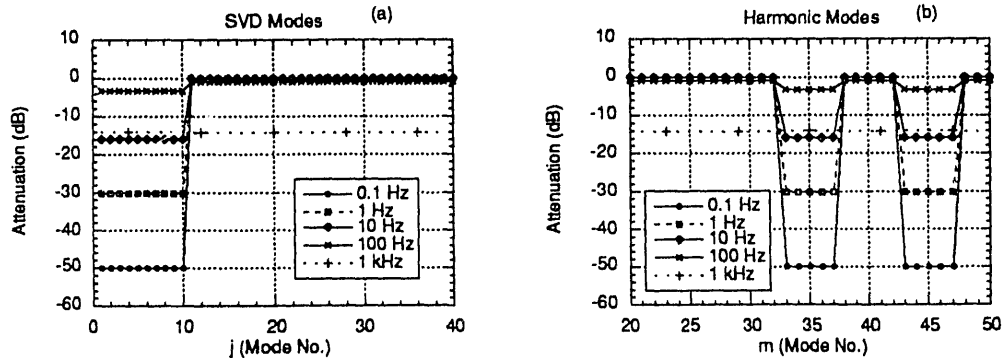 SVD Modes
(a)
Attenuation (dB)
10
0
-10
-20
-30
-40
-50
-60
0.1 Hz
1 Hz
10 Hz
100 Hz
1 kHz
0
10
20
30
40
j (Mode No.)
Harmonic Modes
(b)
Attenuation (dB)
10
0
-10
-20
-30
-40
-50
-60
0.1 Hz
1 Hz
10 Hz
100 Hz
1 kHz
20
25
30
35
40
45
50
m (Mode No.)